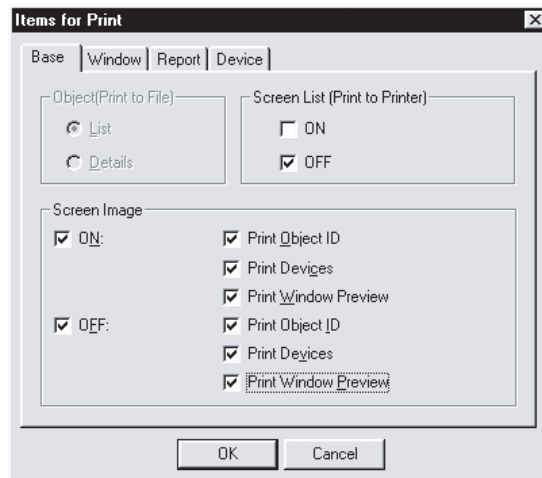 Items for Print
Base Window Report Device
Object(Print to File)
List
Details
Screen List (Print to Printer)
ON
OFF
Screen Image
ON:
Print Object ID
Print Devices
Print Window Preview
OFF:
Print Object ID
Print Devices
Print Window Preview
OK Cancel